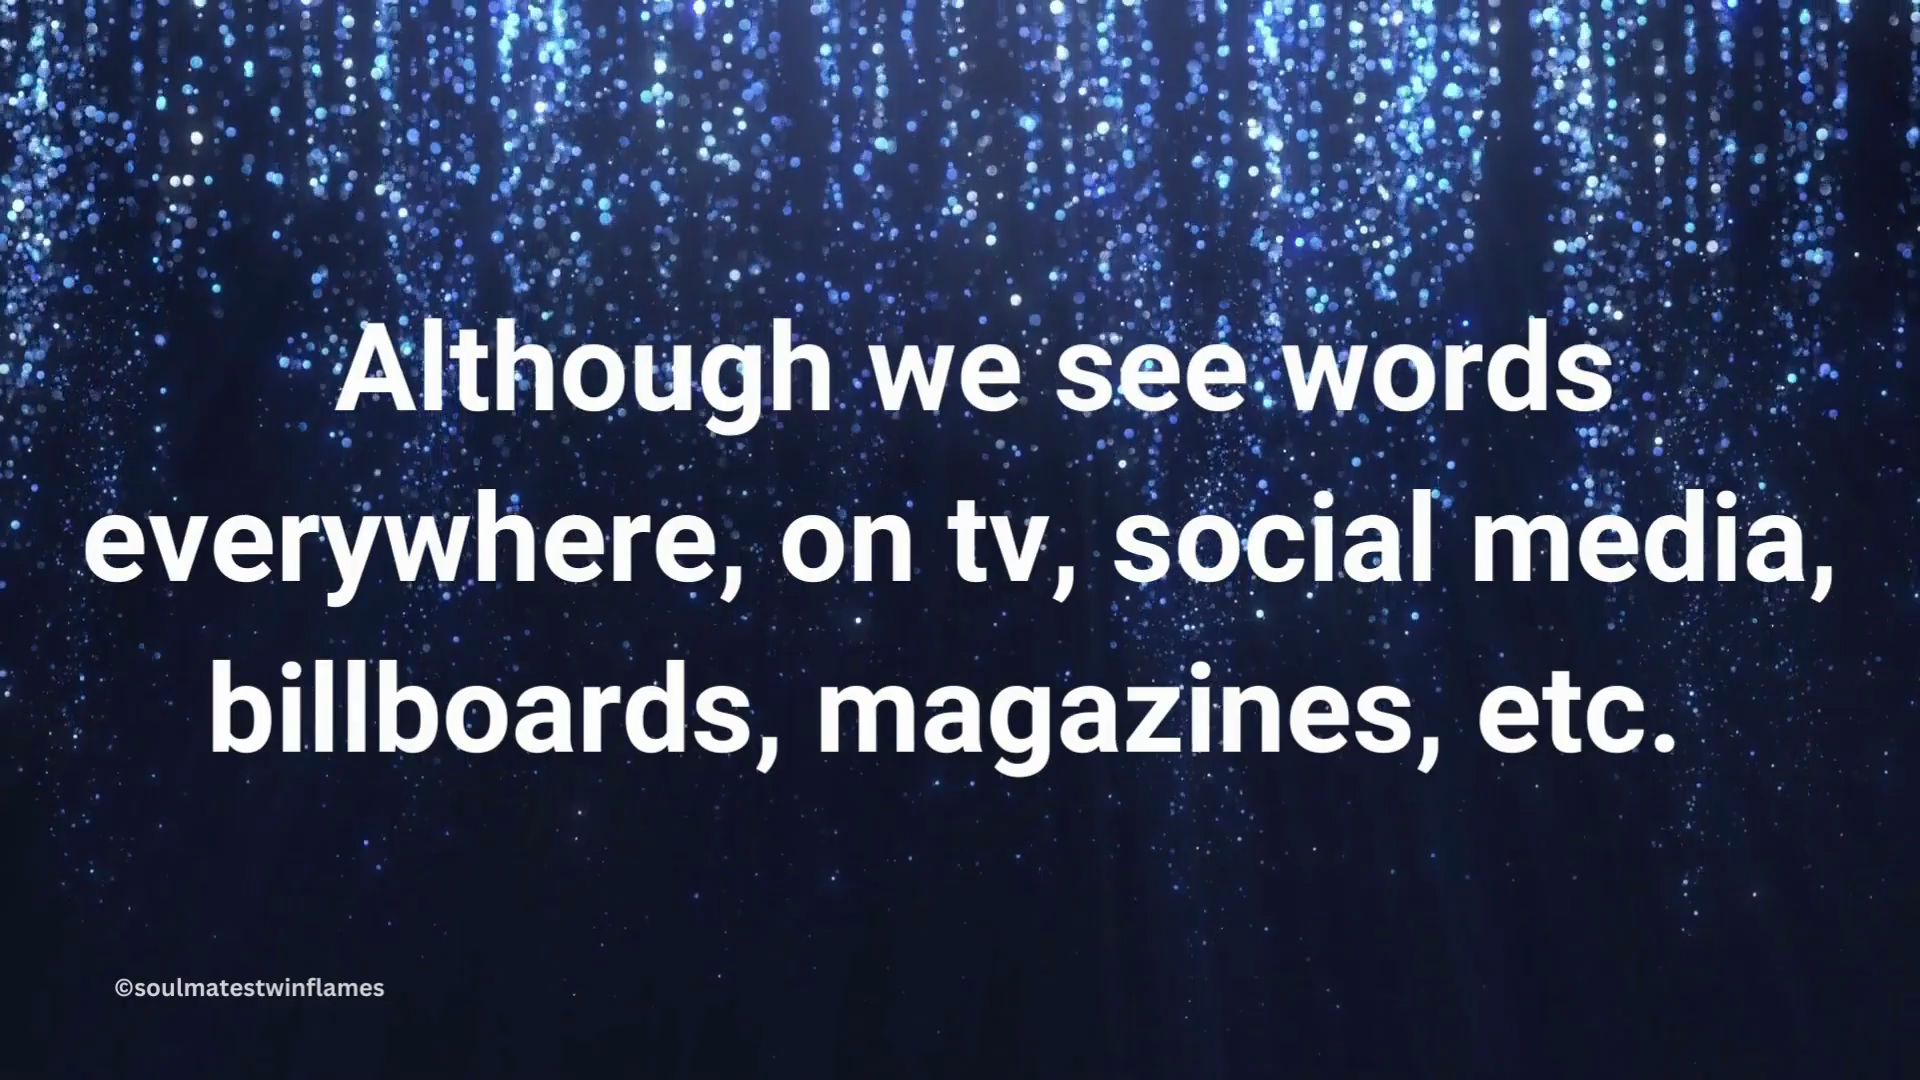 Although we see words
everywhere, on tv, social media,
billboards, magazines, etc.
©soulmatestwinflames